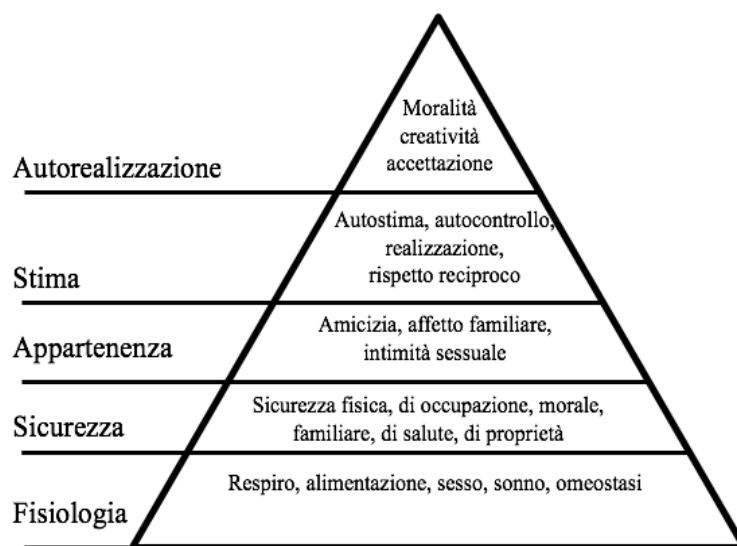 Moralità
creatività
accettazione
Autorealizzazione
Autostima, autocontrollo,
realizzazione,
rispetto reciproco
Stima
Amicizia, affetto familiare,
intimità sessuale
Appartenenza
Sicurezza fisica, di occupazione, morale,
familiare, di salute, di proprietà
Sicurezza
Respiro, alimentazione, sesso, sonno, omeostasi
Fisiologia